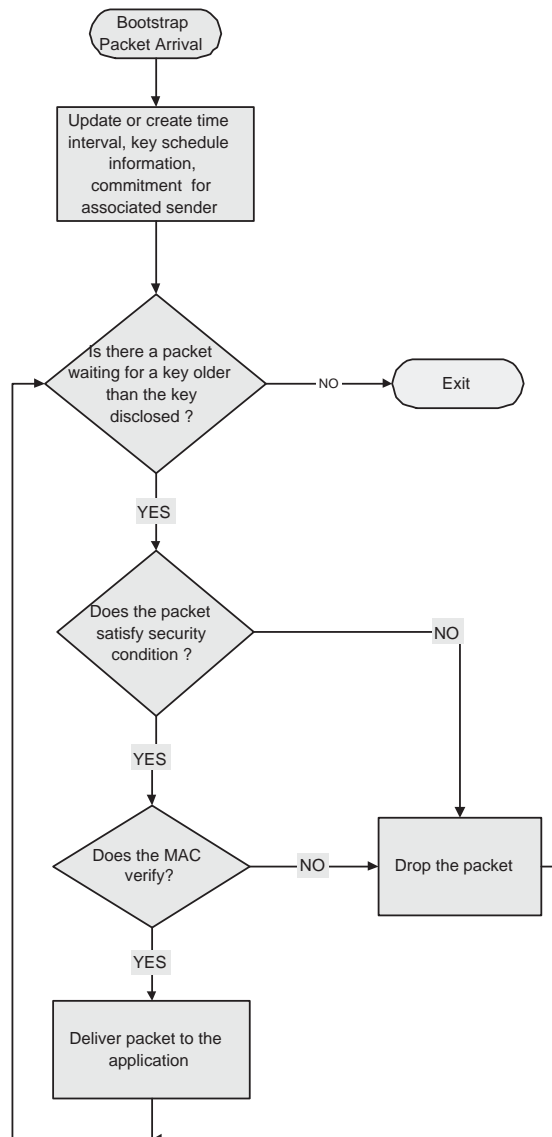 Bootstrap
Packet Arrival
Update or create time
interval, key schedule
information,
commitment for
associated sender
Is there a packet
waiting for a key older
than the key
disclosed ?
NO
Exit
YES
Does the packet
satisfy security
condition ?
NO
YES
Does the MAC
verify?
NO
Drop the packet
YES
Deliver packet to the
application